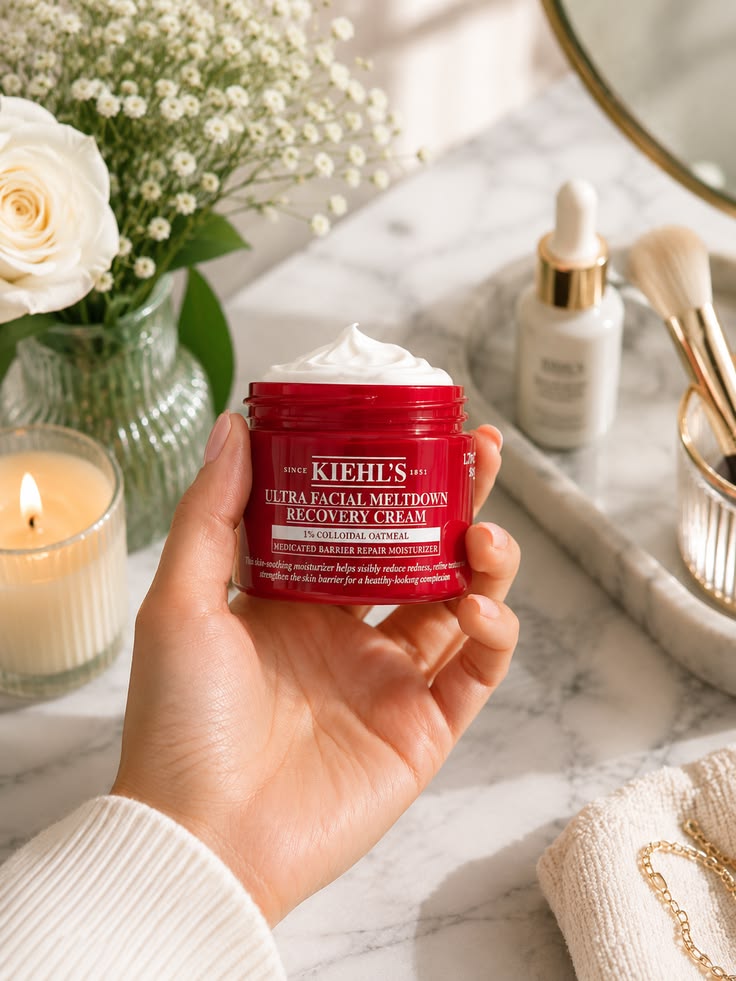 SINCE KIEHL'S 1851
ULTRA FACIAL MELTDOWN
RECOVERY CREAM
1% COLLOIDAL OATMEAL
MEDICATED BARRIER REPAIR MOISTURIZER
This skin-soothing moisturizer helps visibly reduce redness, refine
strengthen the skin barrier for a healthy-looking complexion
KIEHL'S